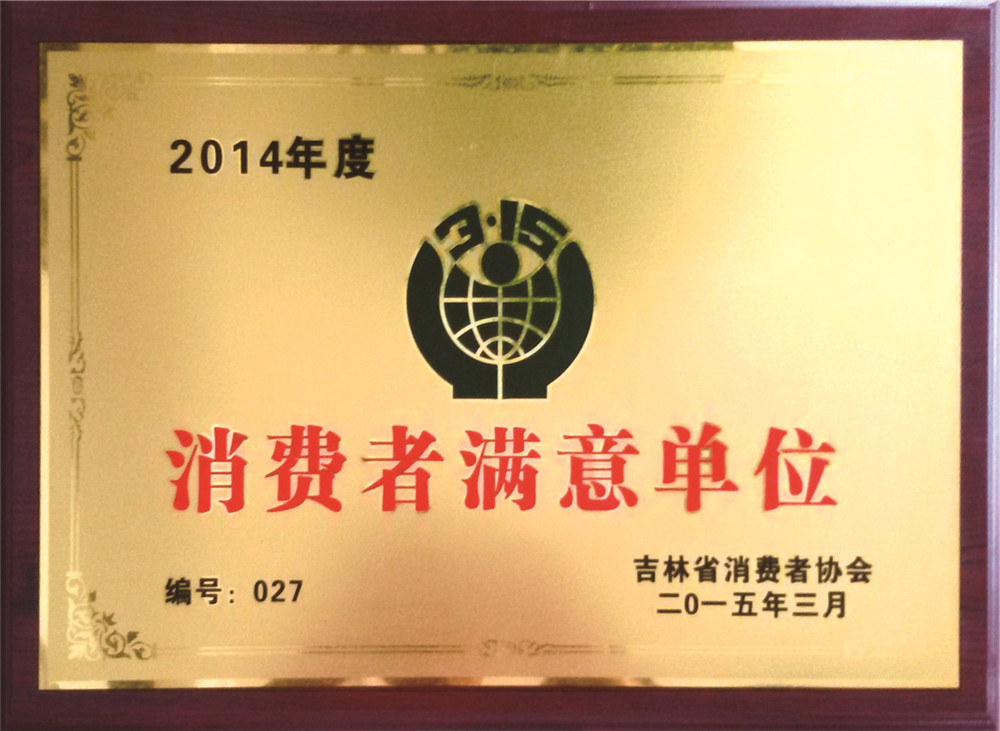 2014年度
3·15
消费者满意单位
编号：027
吉林省消费者协会
二0一五年三月